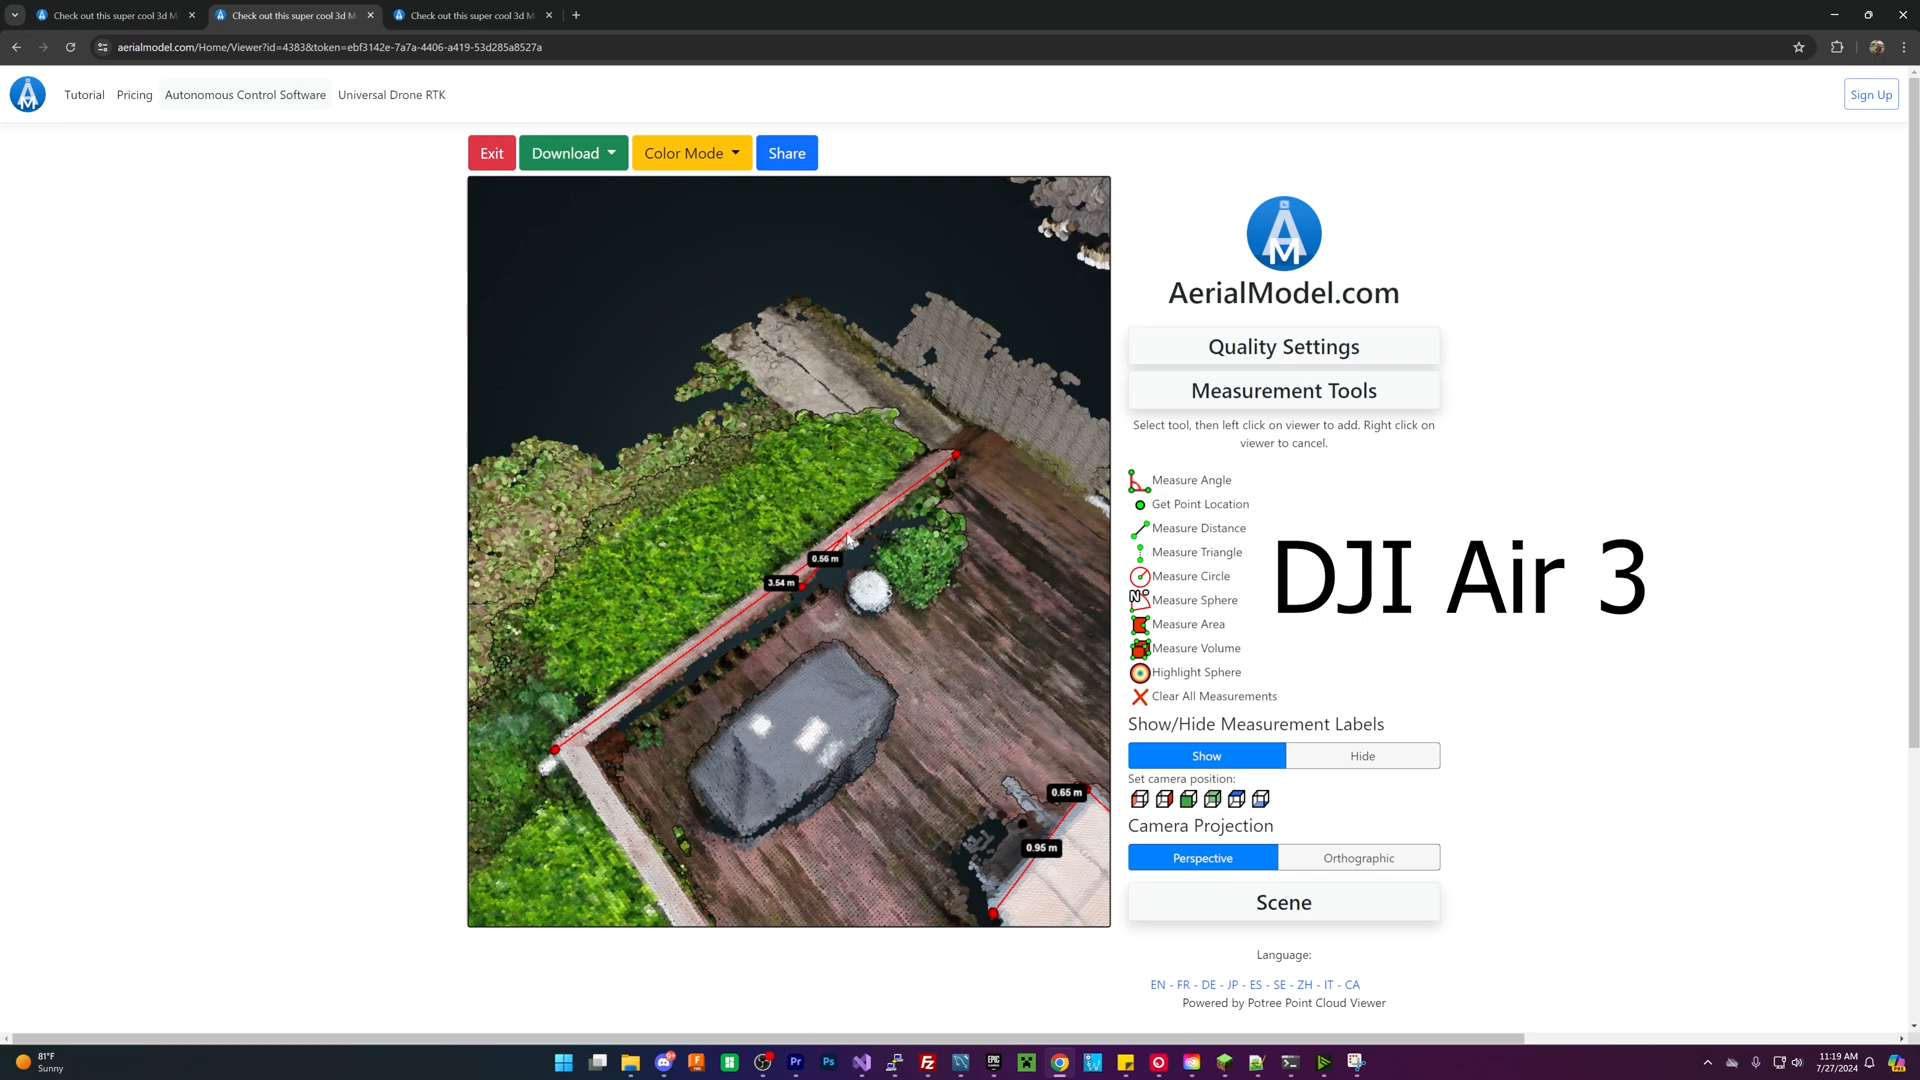 Check out this super cool 3d M
Check out this super cool 3d M
Check out this super cool 3d M
aerialmodel.com/Home/Viewer?id=4383&token=ebf3142e-7a7a-4406-a419-53d285a8527a
Tutorial
Pricing
Autonomous Control Software
Universal Drone RTK
Sign Up
Exit
Download
Color Mode
Share
AerialModel.com
Quality Settings
Measurement Tools
Select tool, then left click on viewer to add. Right click on
viewer to cancel.
Measure Angle
Get Point Location
Measure Distance
Measure Triangle
Measure Circle
Measure Sphere
Measure Area
Measure Volume
Highlight Sphere
Clear All Measurements
DJI Air 3
0.56 m
3.54 m
0.65 m
0.95 m
Show/Hide Measurement Labels
Show
Hide
Set camera position:
Camera Projection
Perspective
Orthographic
Scene
Language:
EN - FR - DE - JP - ES - SE - ZH - IT - CA
Powered by Potree Point Cloud Viewer
81°F
Sunny
11:19 AM
7/27/2024